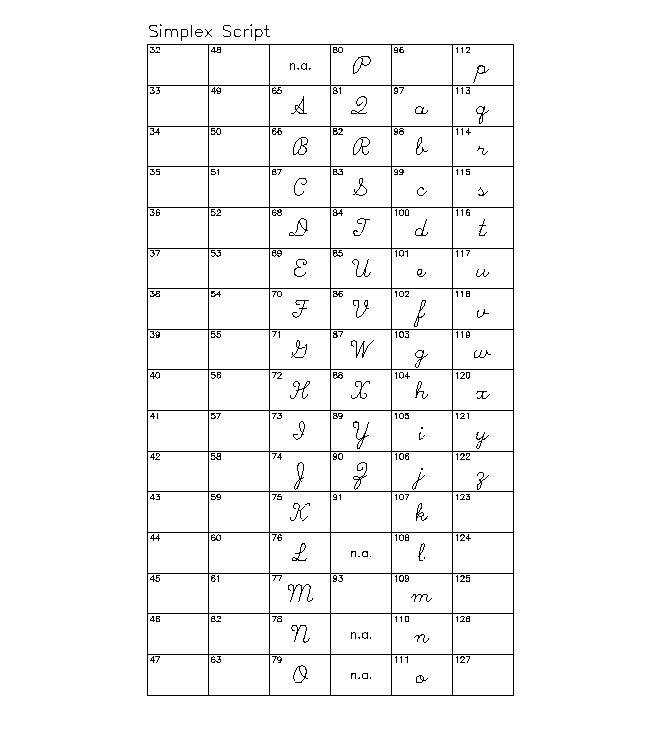 Simplex Script
32 48 n.a. 80 P 96 112 p
33 49 65 A 81 Q 97 a 113 q
34 50 66 B 82 R 98 b 114 r
35 51 67 C 83 S 99 c 115 s
36 52 68 D 84 T 100 d 116 t
37 53 69 E 85 U 101 e 117 u
38 54 70 F 86 V 102 f 118 v
39 55 71 G 87 W 103 g 119 w
40 56 72 H 88 X 104 h 120 x
41 57 73 I 89 Y 105 i 121 y
42 58 74 J 90 Z 106 j 122 z
43 59 75 K 91 107 k 123
44 60 76 L n.a. 108 l 124
45 61 77 M 93 109 m 125
46 62 78 N n.a. 110 n 126
47 63 79 O n.a. 111 o 127